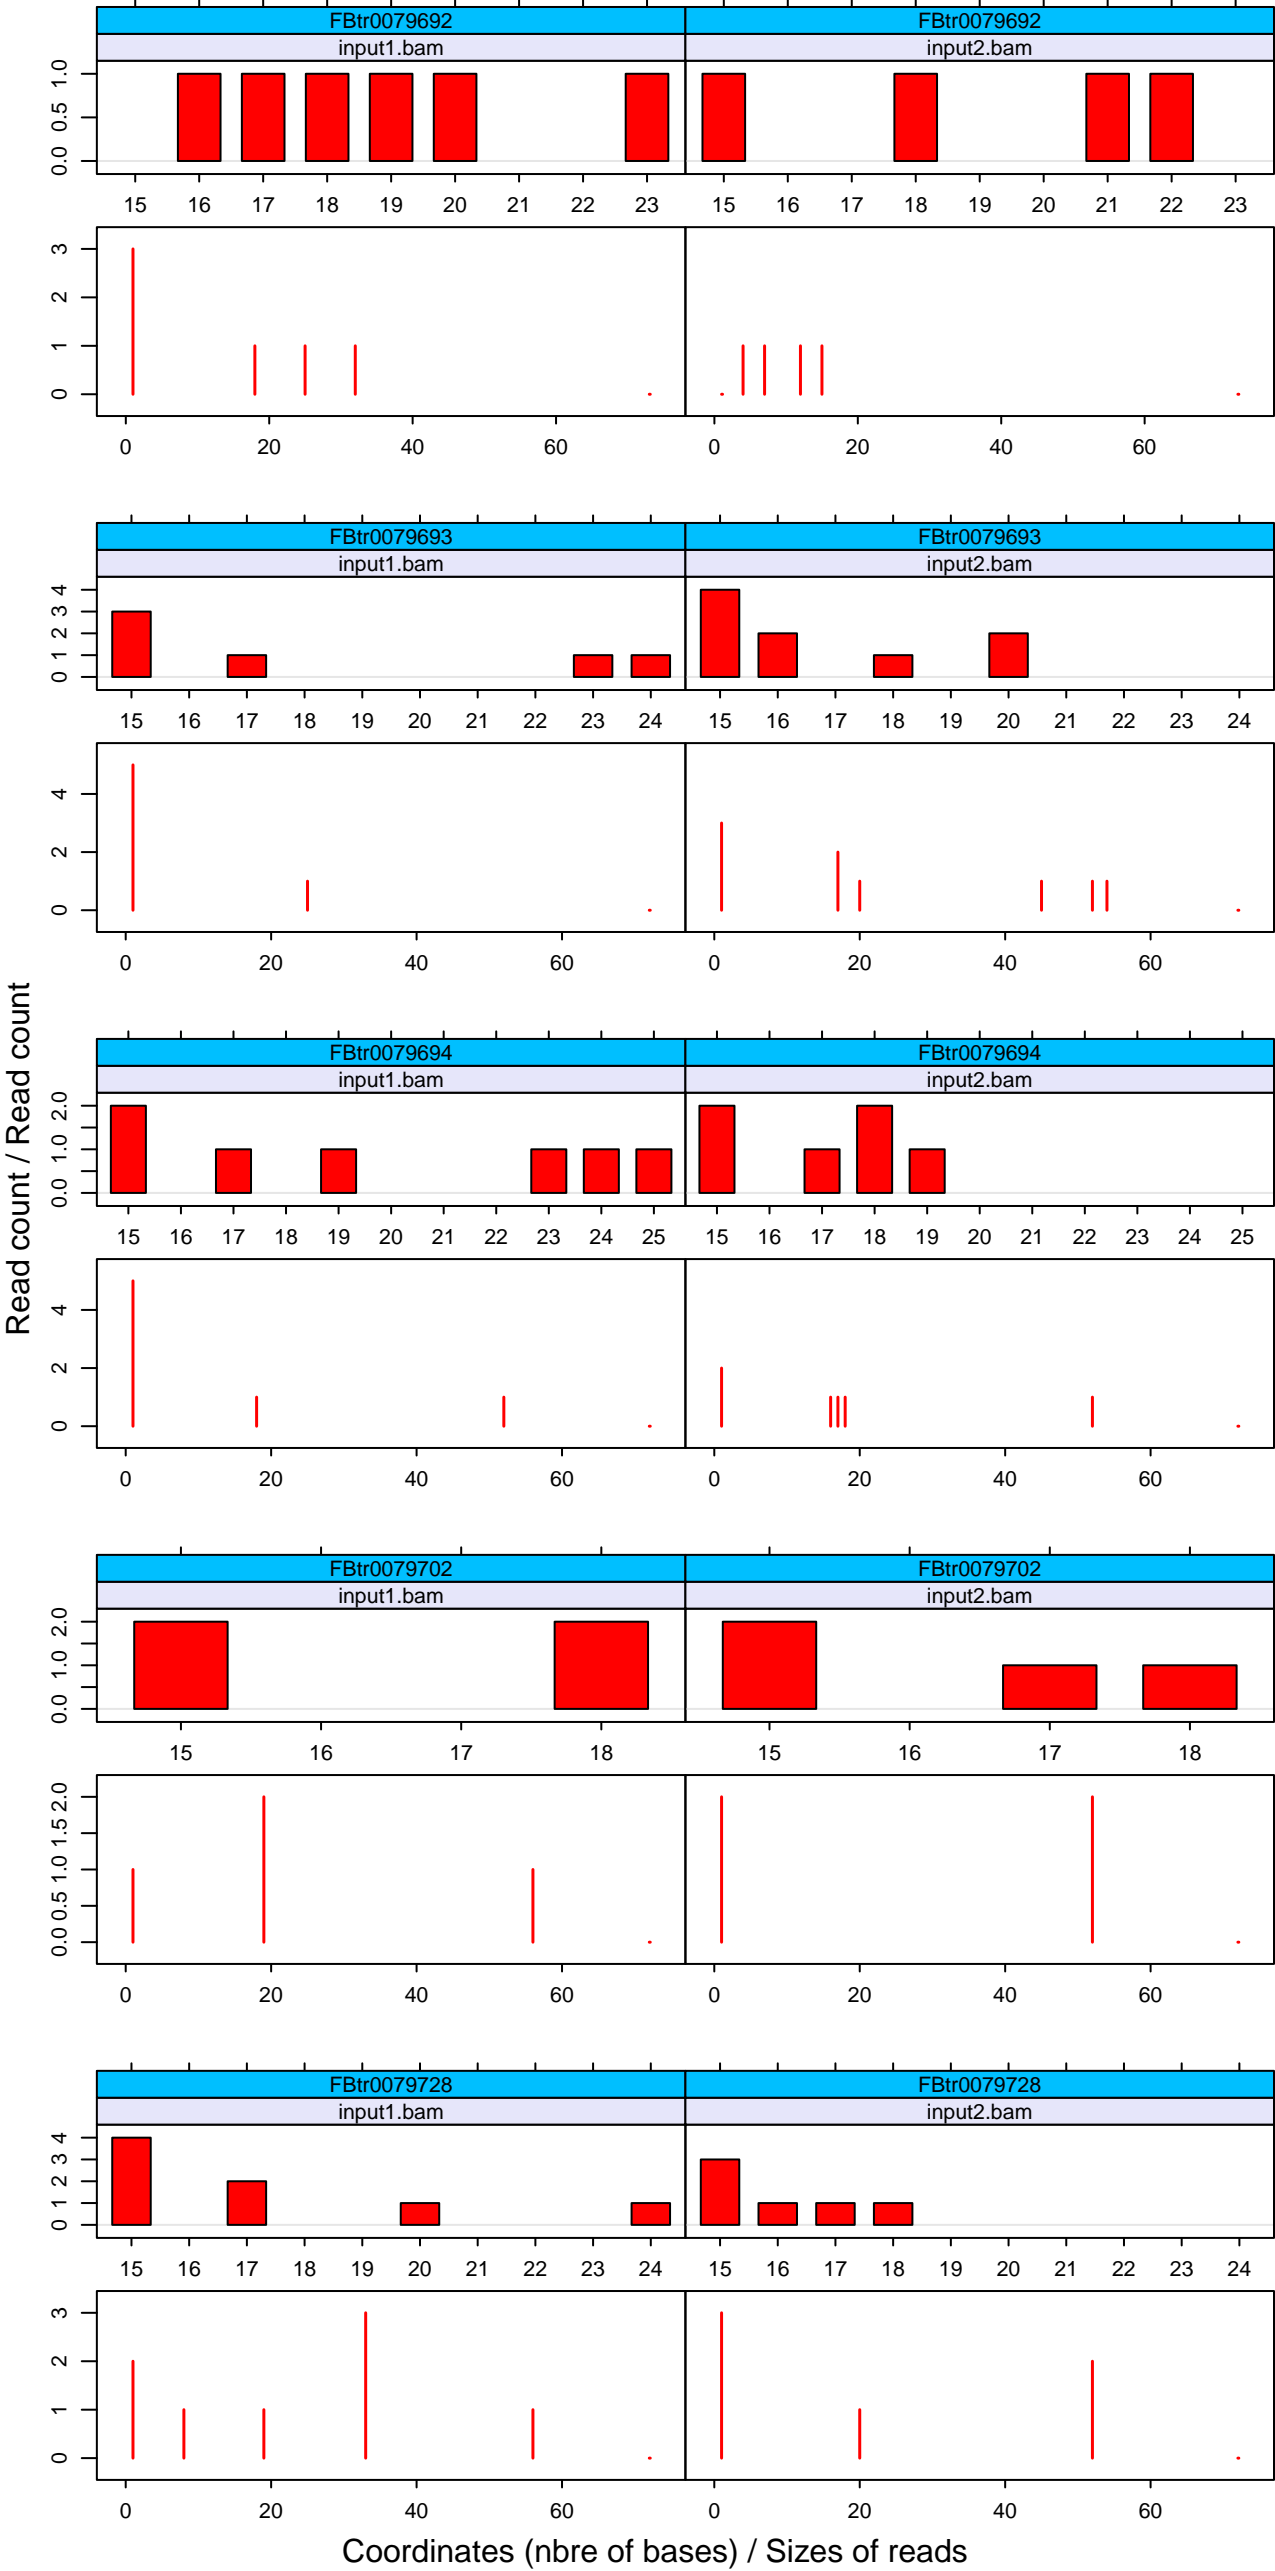 FBtr0079692 FBtr0079692
input1.bam input2.bam
0.0 0.5 1.0
15 16 17 18 19 20 21 22 23 15 16 17 18 19 20 21 22 23
0 1 2 3
0 20 40 60 0 20 40 60
FBtr0079693 FBtr0079693
input1.bam input2.bam
0 1 2 3 4
15 16 17 18 19 20 21 22 23 24 15 16 17 18 19 20 21 22 23 24
0 2 4
0 20 40 60 0 20 40 60
Read count / Read count
FBtr0079694 FBtr0079694
input1.bam input2.bam
0.0 1.0 2.0
15 16 17 18 19 20 21 22 23 24 25 15 16 17 18 19 20 21 22 23 24 25
0 2 4
0 20 40 60 0 20 40 60
FBtr0079702 FBtr0079702
input1.bam input2.bam
0.0 1.0 2.0
15 16 17 18 15 16 17 18
0.0 0.5 1.0 1.5 2.0
0 20 40 60 0 20 40 60
FBtr0079728 FBtr0079728
input1.bam input2.bam
0 1 2 3 4
15 16 17 18 19 20 21 22 23 24 15 16 17 18 19 20 21 22 23 24
0 1 2 3
0 20 40 60 0 20 40 60
Coordinates (nbre of bases) / Sizes of reads